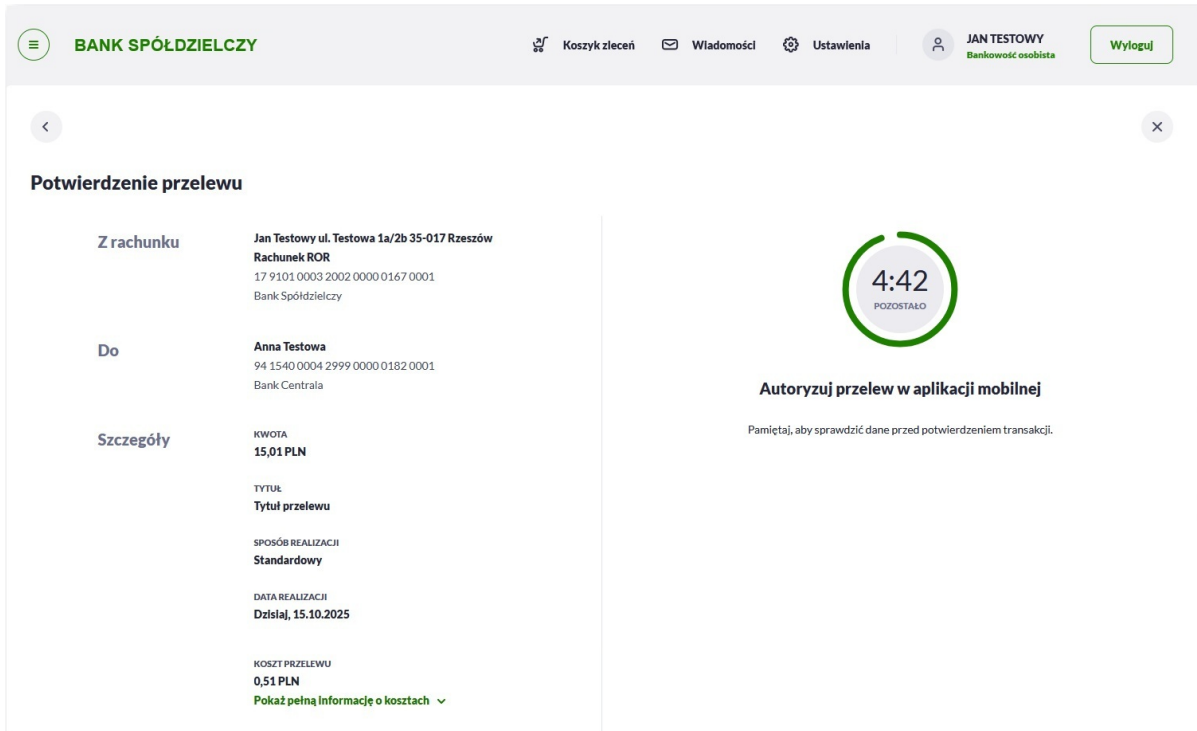 BANK SPÓŁDZIELCZY
Koszyk zleceń
Wiadomości
Ustawienia
JAN TESTOWY
Bankowość osobista
Wyloguj
Potwierdzenie przelewu
Z rachunku
Jan Testowy ul. Testowa 1a/2b 35-017 Rzeszów
Rachunek ROR
17 9101 0003 2002 0000 0167 0001
Bank Spółdzielczy
Do
Anna Testowa
94 1540 0004 2999 0000 0182 0001
Bank Centrala
Szczegóły
KWOTA
15,01 PLN
TYTUŁ
Tytuł przelewu
SPOSÓB REALIZACJI
Standardowy
DATA REALIZACJI
Dzisiaj, 15.10.2025
KOSZT PRZELEWU
0,51 PLN
Pokaż pełną informację o kosztach
4:42
POZOSTAŁO
Autoryzuj przelew w aplikacji mobilnej
Pamiętaj, aby sprawdzić dane przed potwierdzeniem transakcji.